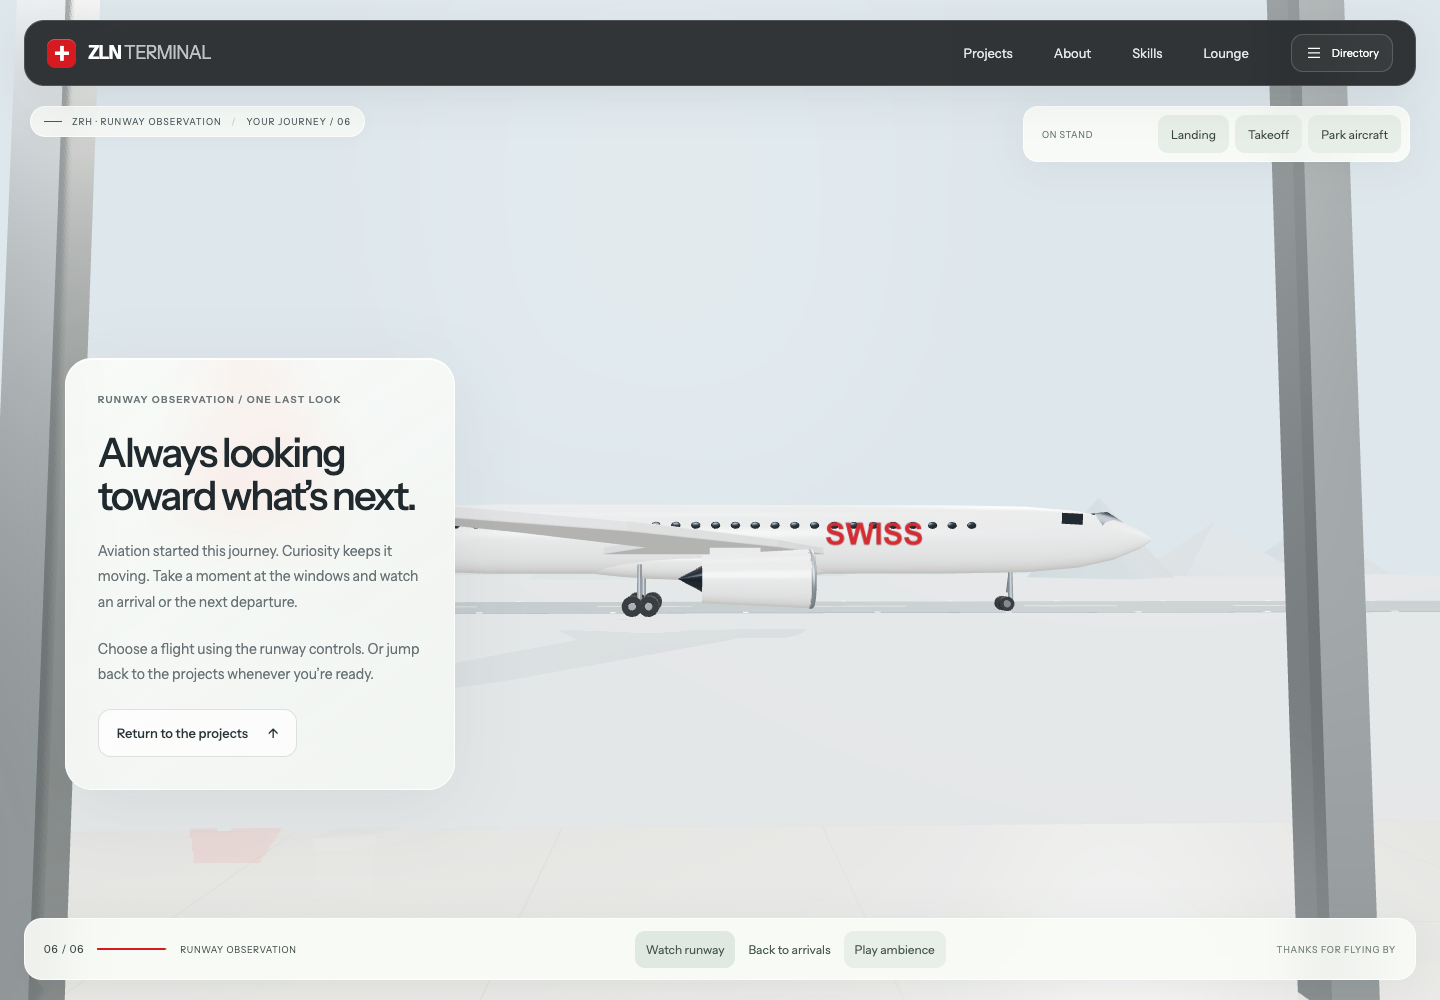 ZLN TERMINAL
Projects
About
Skills
Lounge
Directory
ZRH · RUNWAY OBSERVATION / YOUR JOURNEY / 06
ON STAND
Landing
Takeoff
Park aircraft
RUNWAY OBSERVATION / ONE LAST LOOK
Always looking
toward what’s next.
Aviation started this journey. Curiosity keeps it
moving. Take a moment at the windows and watch
an arrival or the next departure.
Choose a flight using the runway controls. Or jump
back to the projects whenever you’re ready.
Return to the projects ↑
SWISS
06 / 06
RUNWAY OBSERVATION
Watch runway
Back to arrivals
Play ambience
THANKS FOR FLYING BY